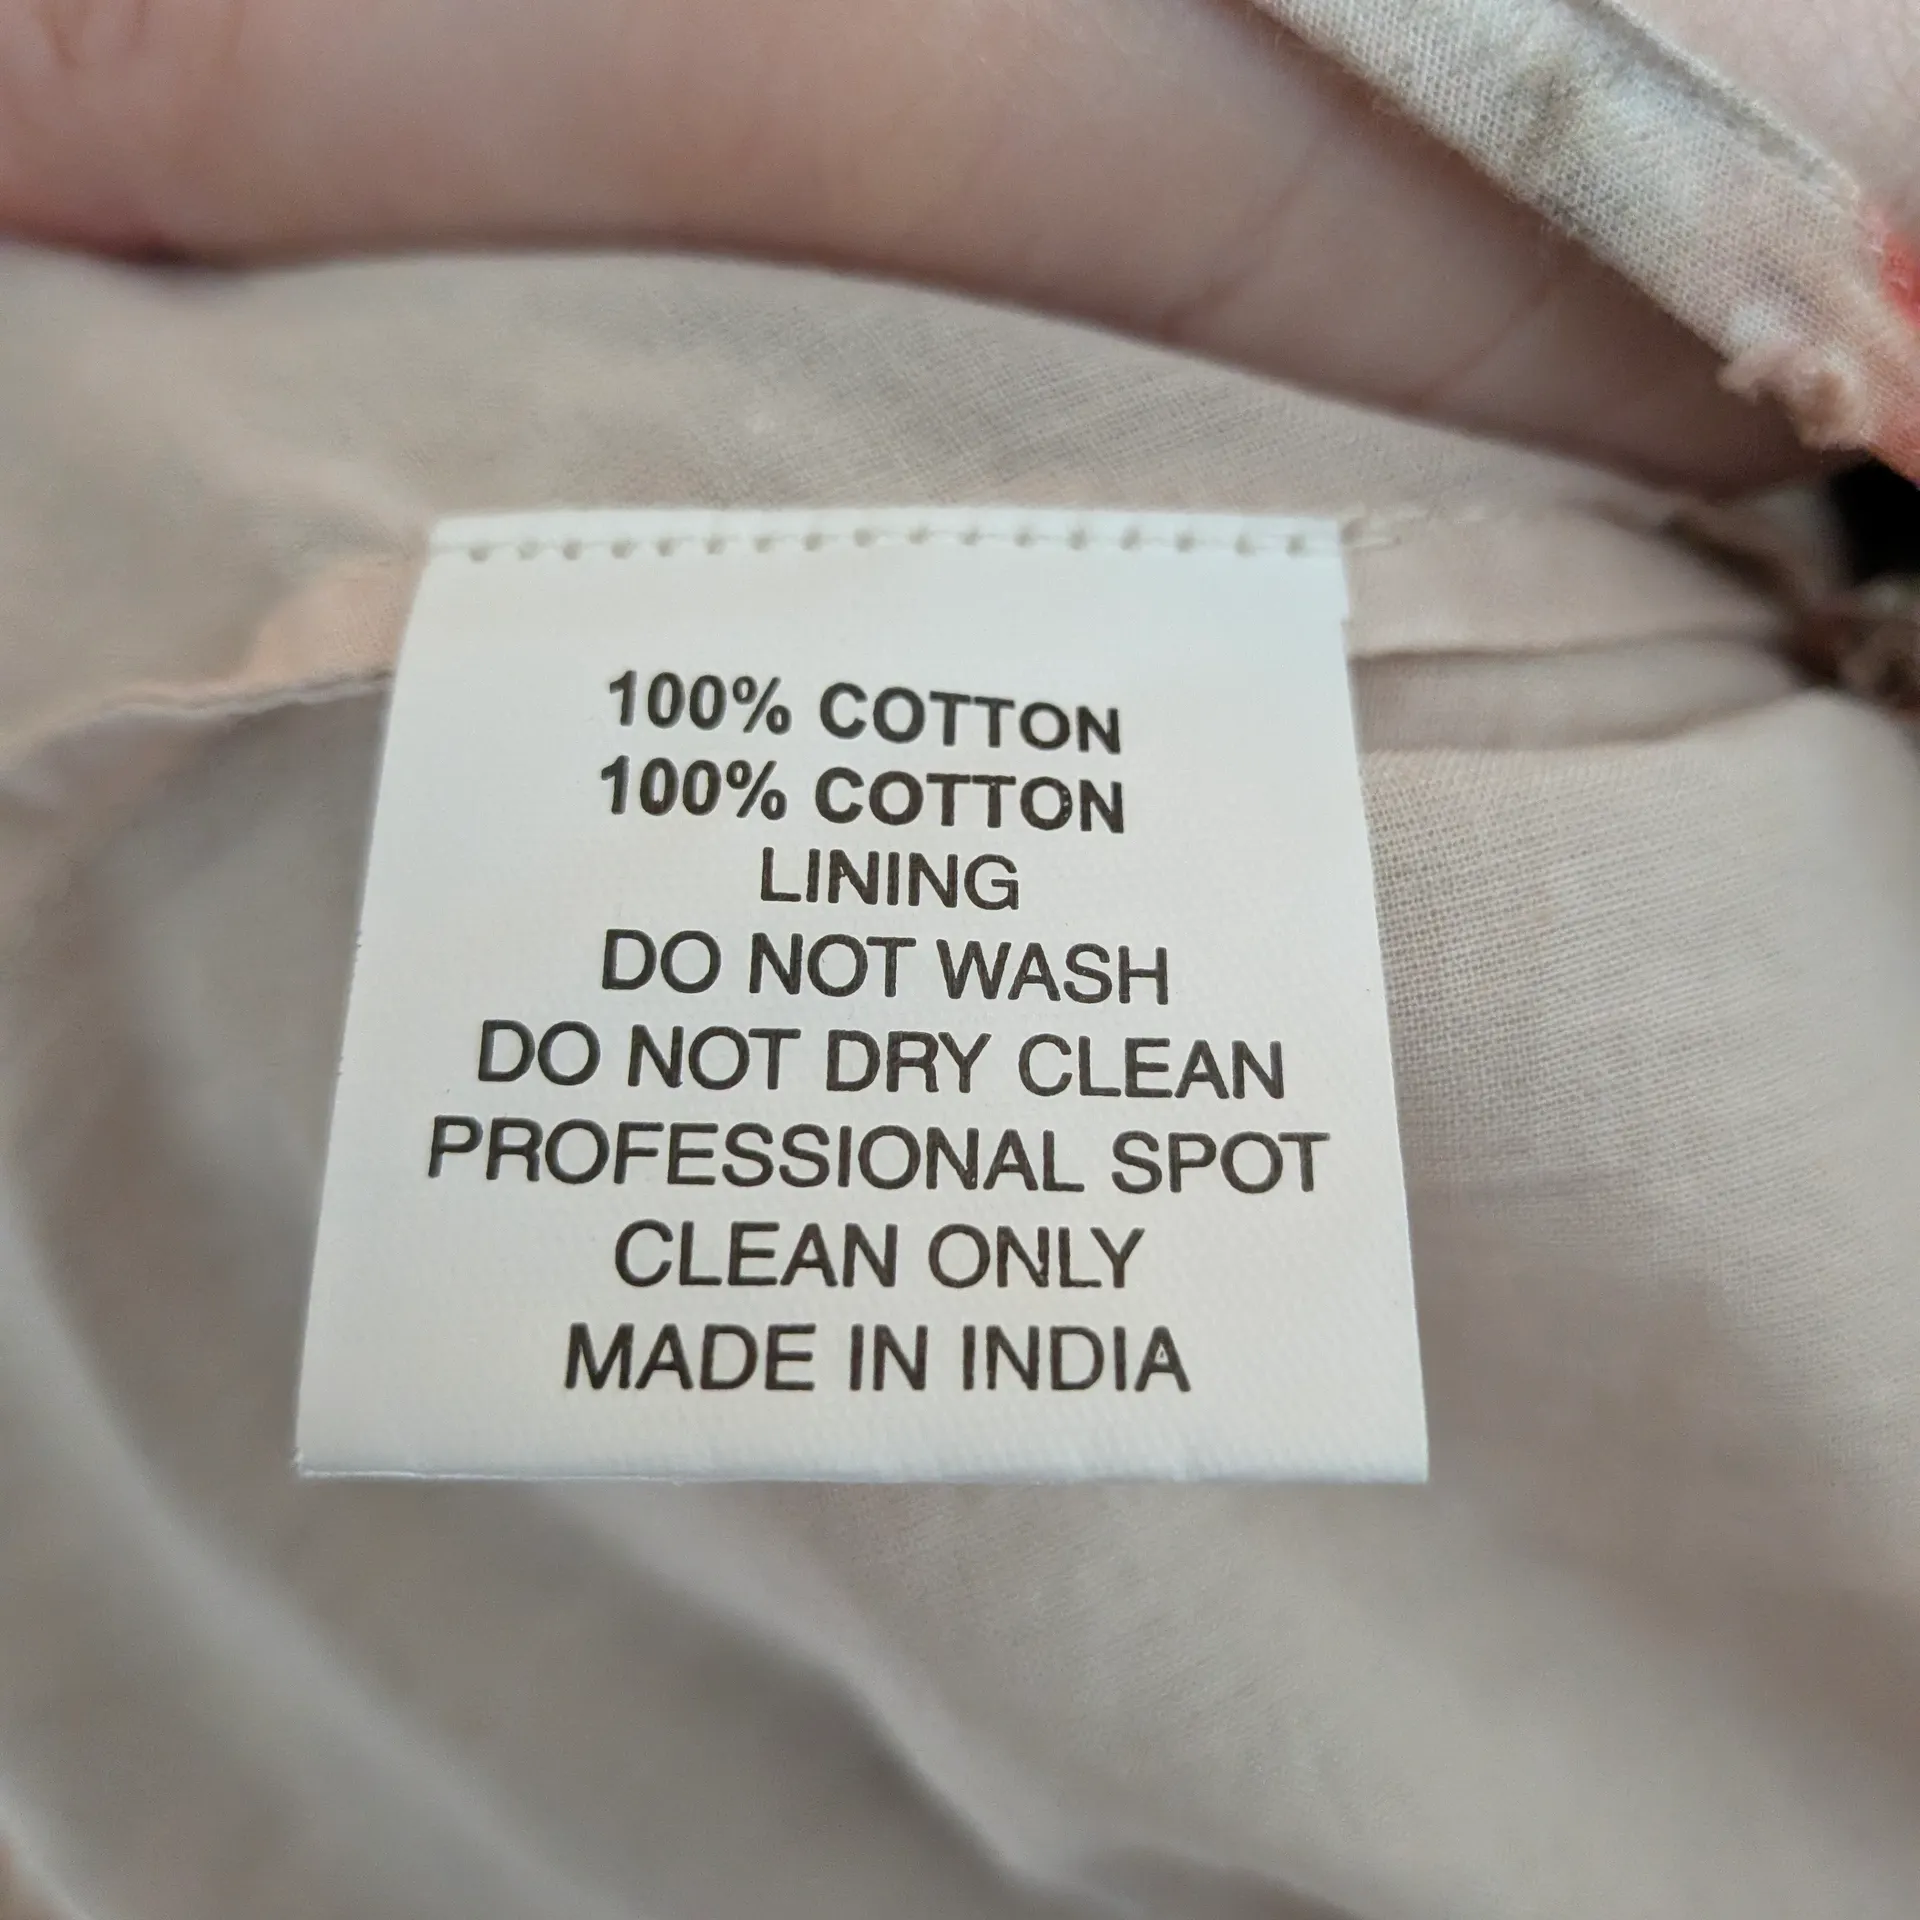 100% COTTON
100% COTTON
LINING
DO NOT WASH
DO NOT DRY CLEAN
PROFESSIONAL SPOT
CLEAN ONLY
MADE IN INDIA